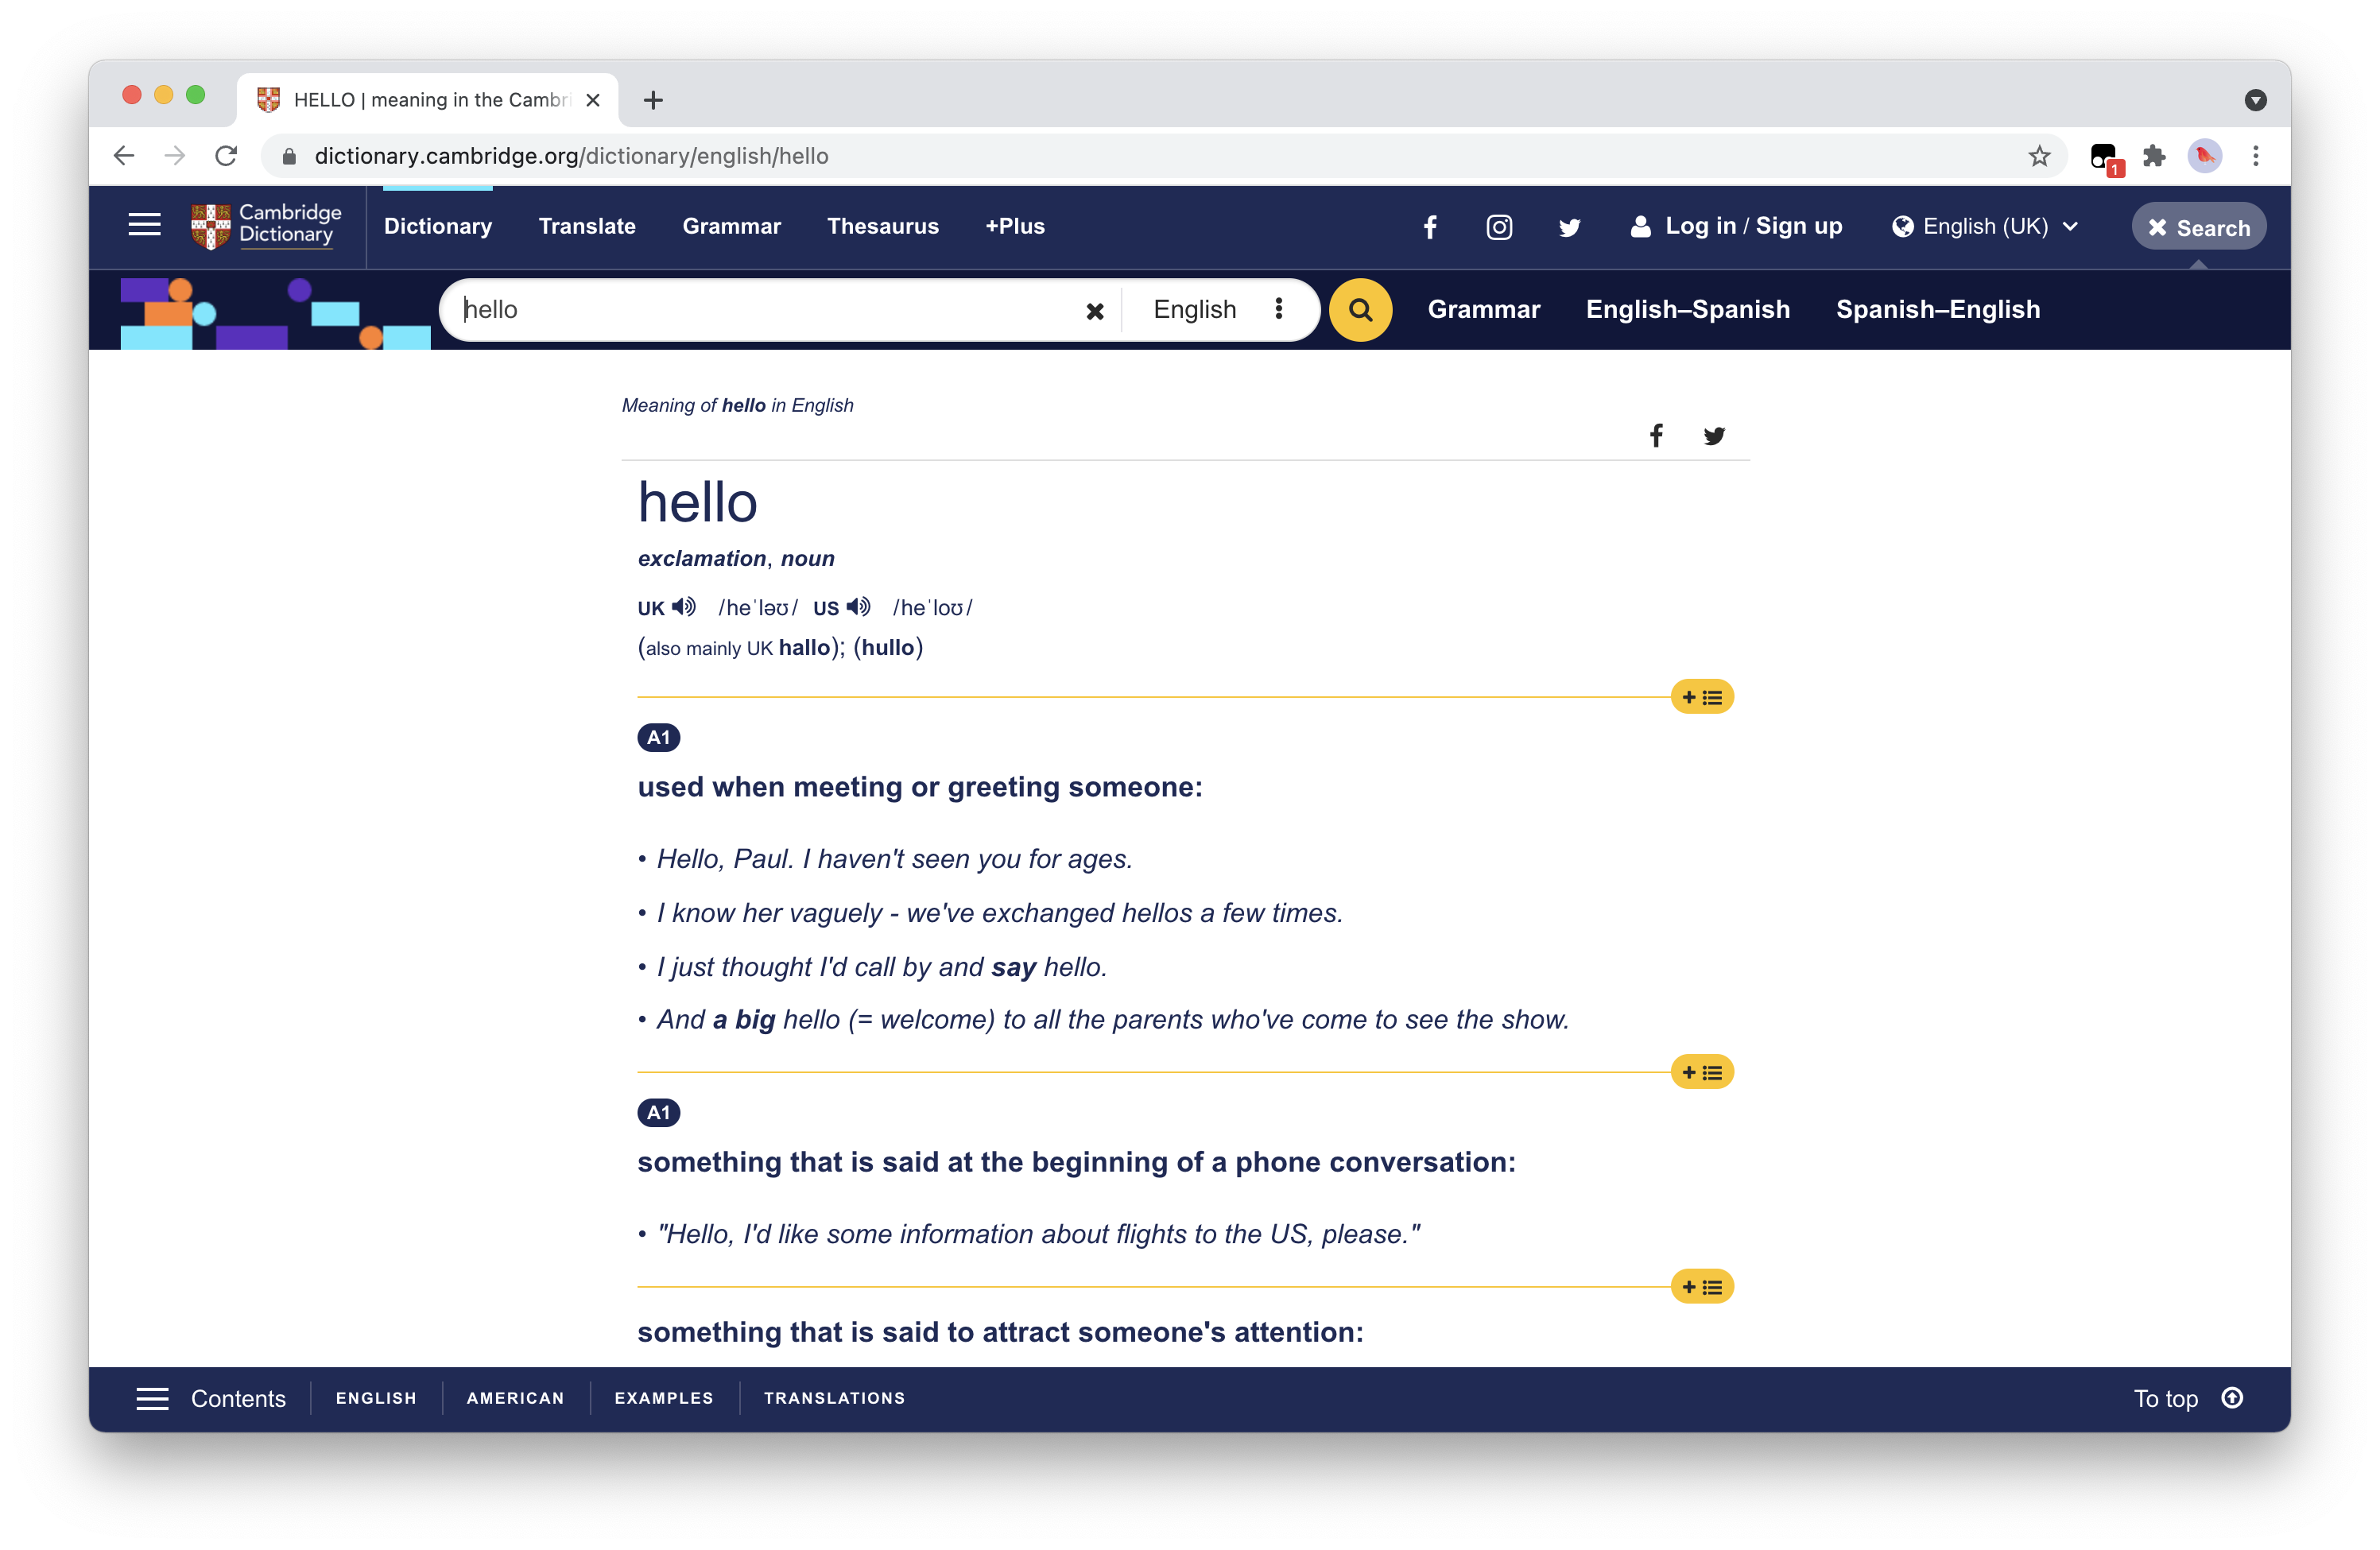 HELLO | meaning in the Cambri
dictionary.cambridge.org/dictionary/english/hello
1
Cambridge
Dictionary
Dictionary Translate Grammar Thesaurus +Plus
Log in / Sign up English (UK) Search
hello English Grammar English–Spanish Spanish–English
Meaning of hello in English
hello
exclamation, noun
UK /heˈləʊ/ US /heˈloʊ/
(also mainly UK hallo); (hullo)
A1
used when meeting or greeting someone:
• Hello, Paul. I haven't seen you for ages.
• I know her vaguely - we've exchanged hellos a few times.
• I just thought I'd call by and say hello.
• And a big hello (= welcome) to all the parents who've come to see the show.
A1
something that is said at the beginning of a phone conversation:
• "Hello, I'd like some information about flights to the US, please."
something that is said to attract someone's attention:
Contents ENGLISH AMERICAN EXAMPLES TRANSLATIONS To top